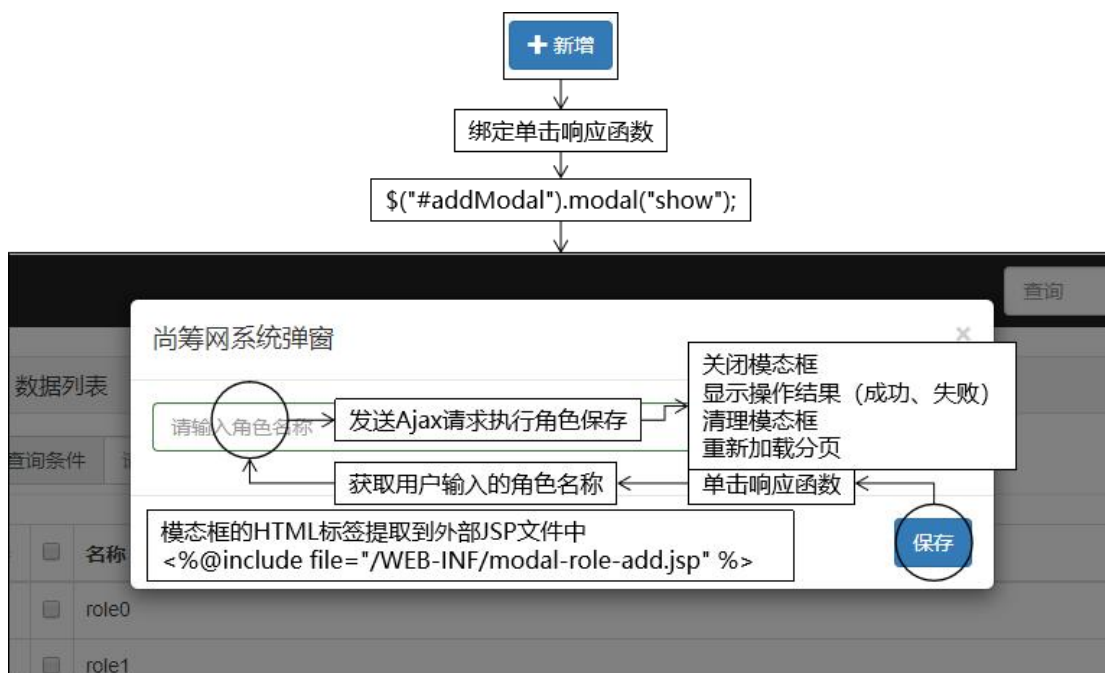 新增
绑定单击响应函数
$("#addModal").modal("show");
查询
尚筹网系统弹窗
×
数据列表
关闭模态框
显示操作结果（成功、失败）
清理模态框
重新加载分页
请输入角色名称
发送Ajax请求执行角色保存
查询条件
获取用户输入的角色名称
单击响应函数
模态框的HTML标签提取到外部JSP文件中
<%@include file="/WEB-INF/modal-role-add.jsp" %>
保存
名称
role0
role1